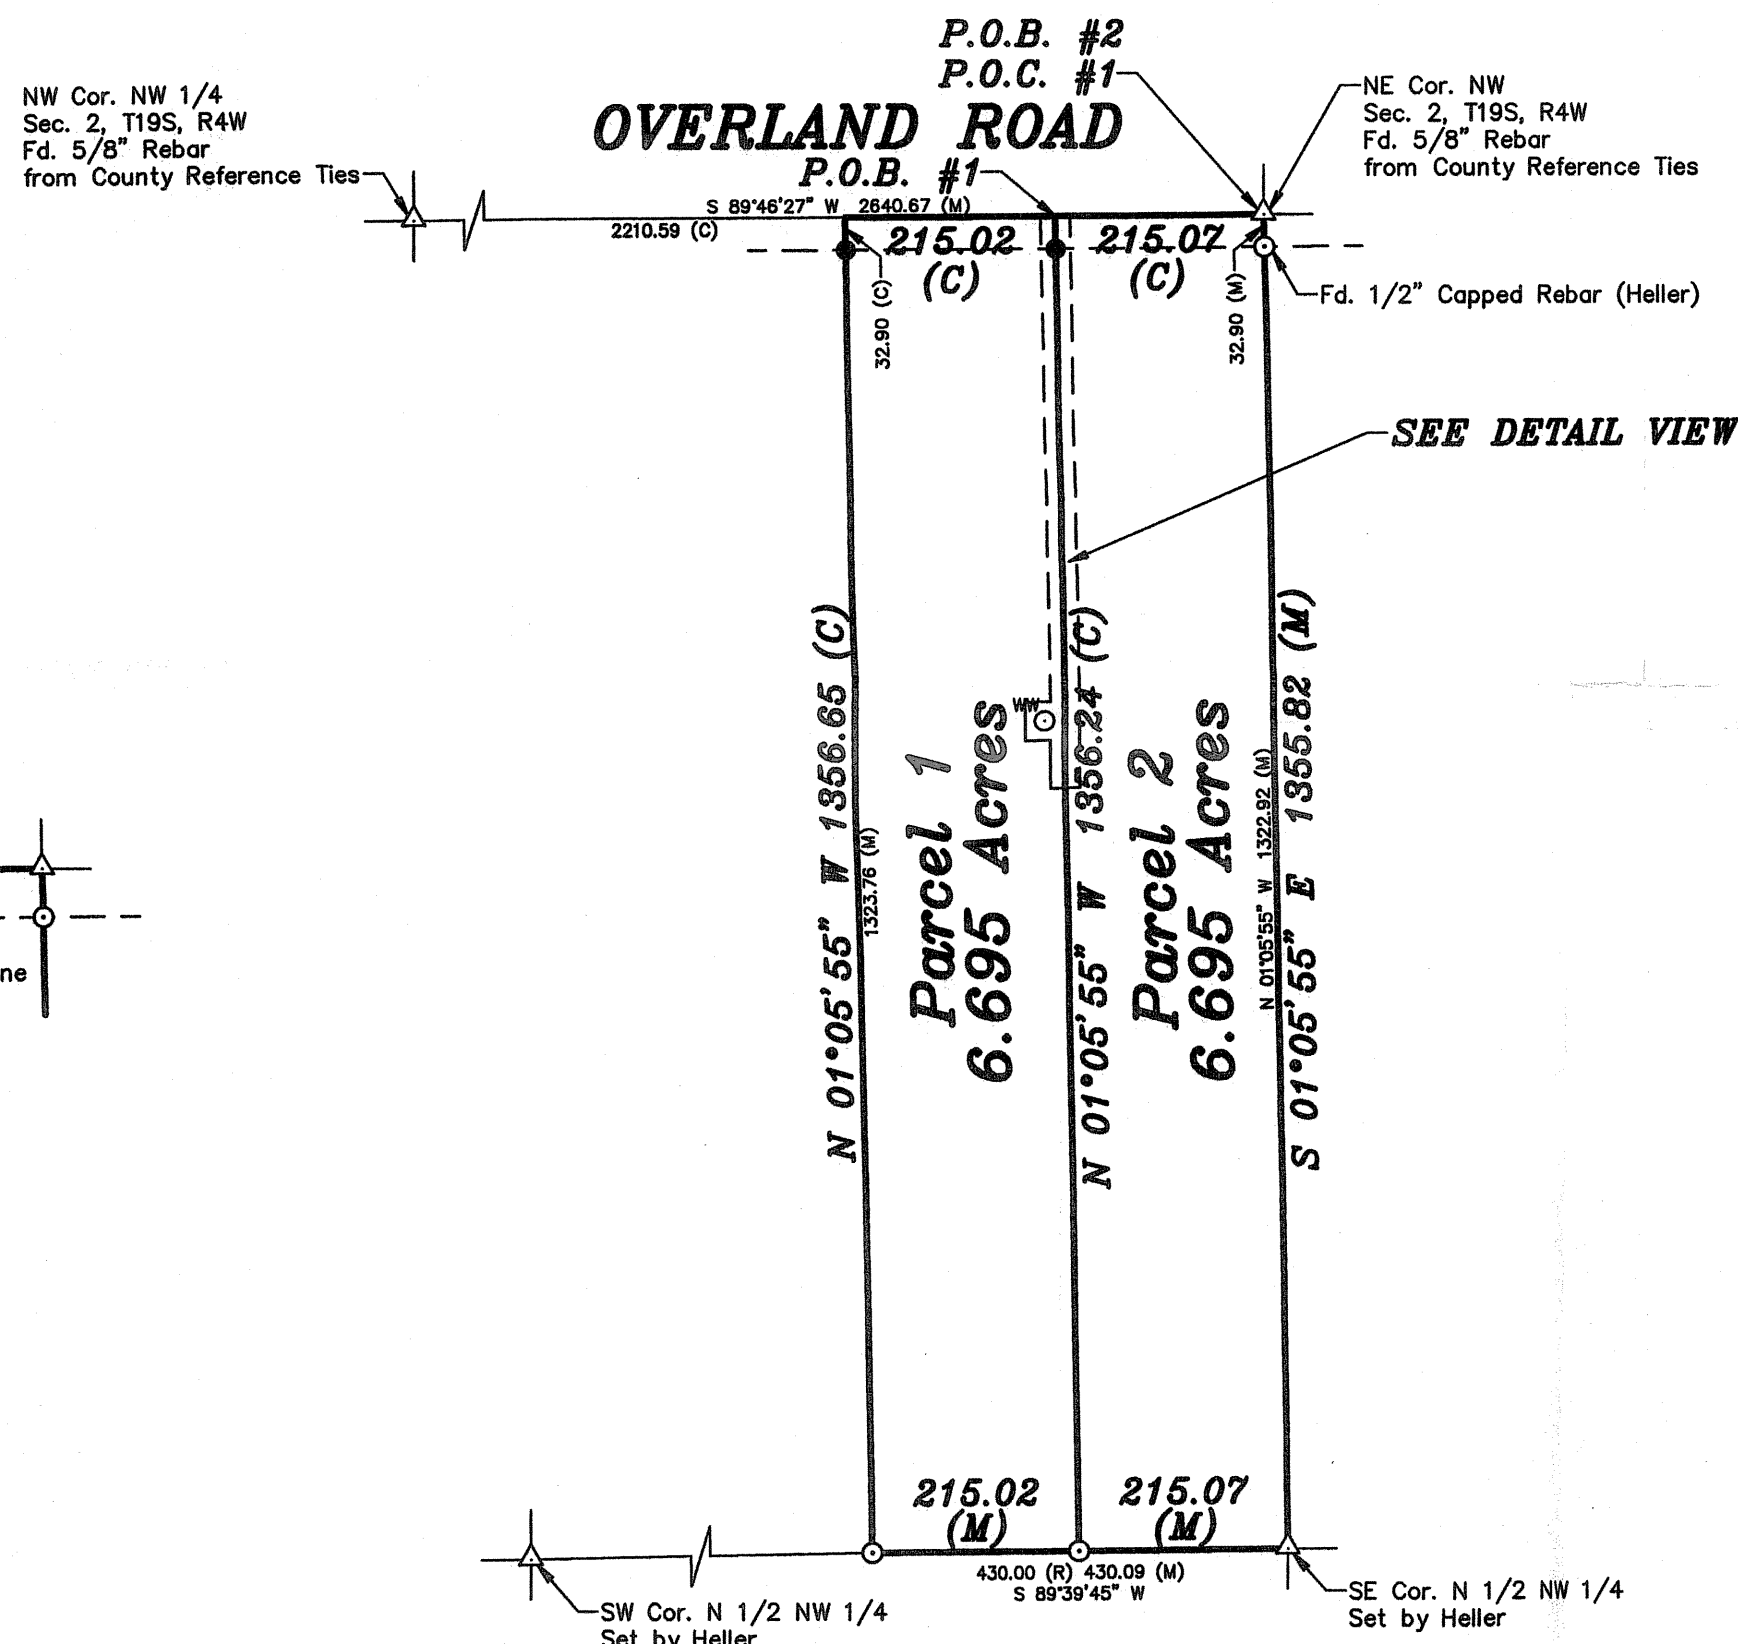 P.O.B. #2
P.O.C. #1
NW Cor. NW 1/4
Sec. 2, T19S, R4W
Fd. 5/8" Rebar
from County Reference Ties
OVERLAND ROAD
NE Cor. NW
Sec. 2, T19S, R4W
Fd. 5/8" Rebar
from County Reference Ties
P.O.B. #1
S 89°46'27" W 2640.67 (M)
2210.59 (C)
215.02
(C)
215.07
(C)
32.90 (C)
32.90 (M)
Fd. 1/2" Capped Rebar (Heller)
SEE DETAIL VIEW
N 01°05'55" W 1356.65 (C)
1323.76 (M)
Parcel 1
6.695 Acres
WW
N 01°05'55" W 1356.24 (C)
Parcel 2
6.695 Acres
N 01°05'55" W 1322.92 (M)
S 01°05'55" E 1355.82 (M)
ne
215.02
(M)
215.07
(M)
430.00 (R) 430.09 (M)
S 89°39'45" W
SW Cor. N 1/2 NW 1/4
Set by Heller
SE Cor. N 1/2 NW 1/4
Set by Heller